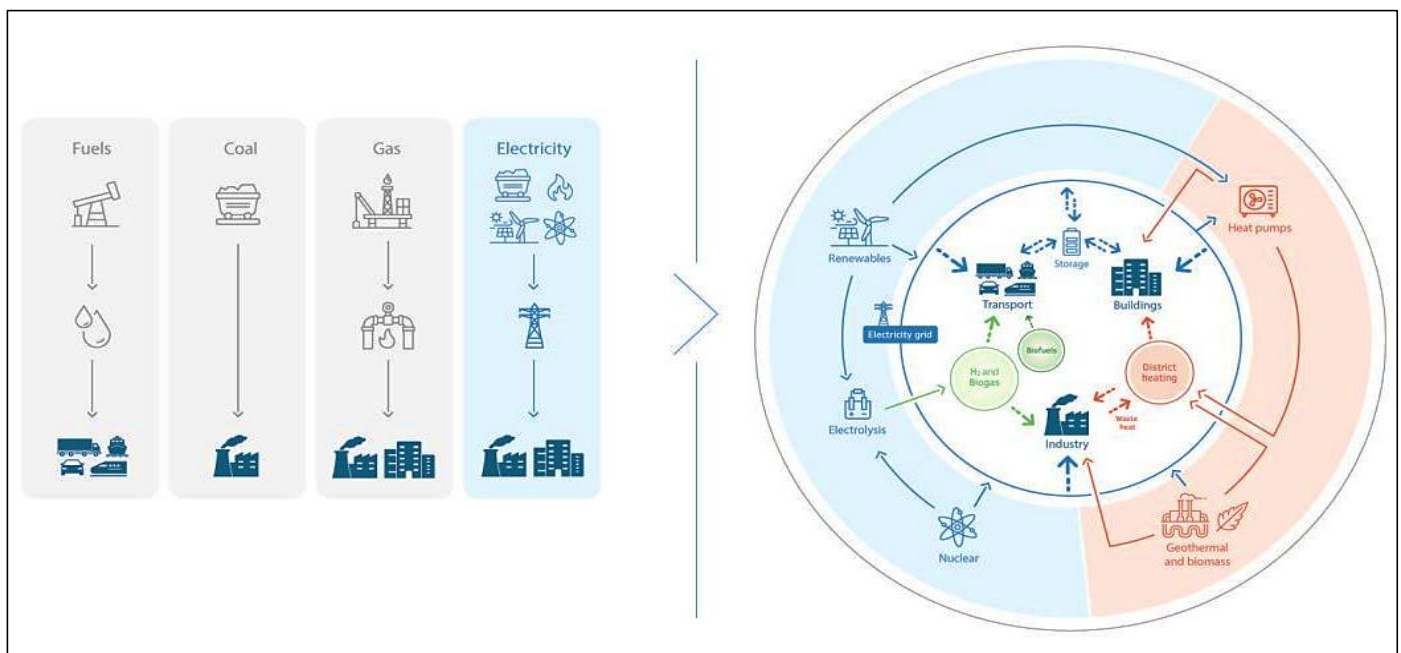 Fuels
Coal
Gas
Electricity
Renewables
Heat pumps
Storage
Transport
Buildings
Electricity grid
Biofuels
H₂ and
Biogas
District
heating
Electrolysis
Waste
heat
Industry
Nuclear
Geothermal
and biomass